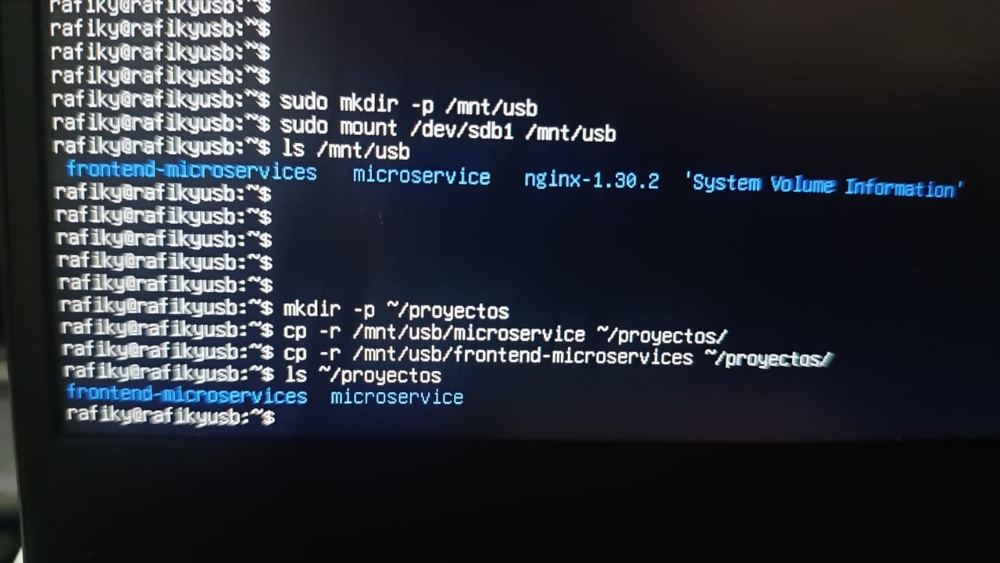 rafiky@rafikyusb:~$
rafiky@rafikyusb:~$
rafiky@rafikyusb:~$
rafiky@rafikyusb:~$
rafiky@rafikyusb:~$ sudo mkdir -p /mnt/usb
rafiky@rafikyusb:~$ sudo mount /dev/sdb1 /mnt/usb
rafiky@rafikyusb:~$ ls /mnt/usb
frontend-microservices microservice nginx-1.30.2 'System Volume Information'
rafiky@rafikyusb:~$
rafiky@rafikyusb:~$
rafiky@rafikyusb:~$
rafiky@rafikyusb:~$
rafiky@rafikyusb:~$
rafiky@rafikyusb:~$ mkdir -p ~/proyectos
rafiky@rafikyusb:~$ cp -r /mnt/usb/microservice ~/proyectos/
rafiky@rafikyusb:~$ cp -r /mnt/usb/frontend-microservices ~/proyectos/
rafiky@rafikyusb:~$ ls ~/proyectos
frontend-microservices microservice
rafiky@rafikyusb:~$